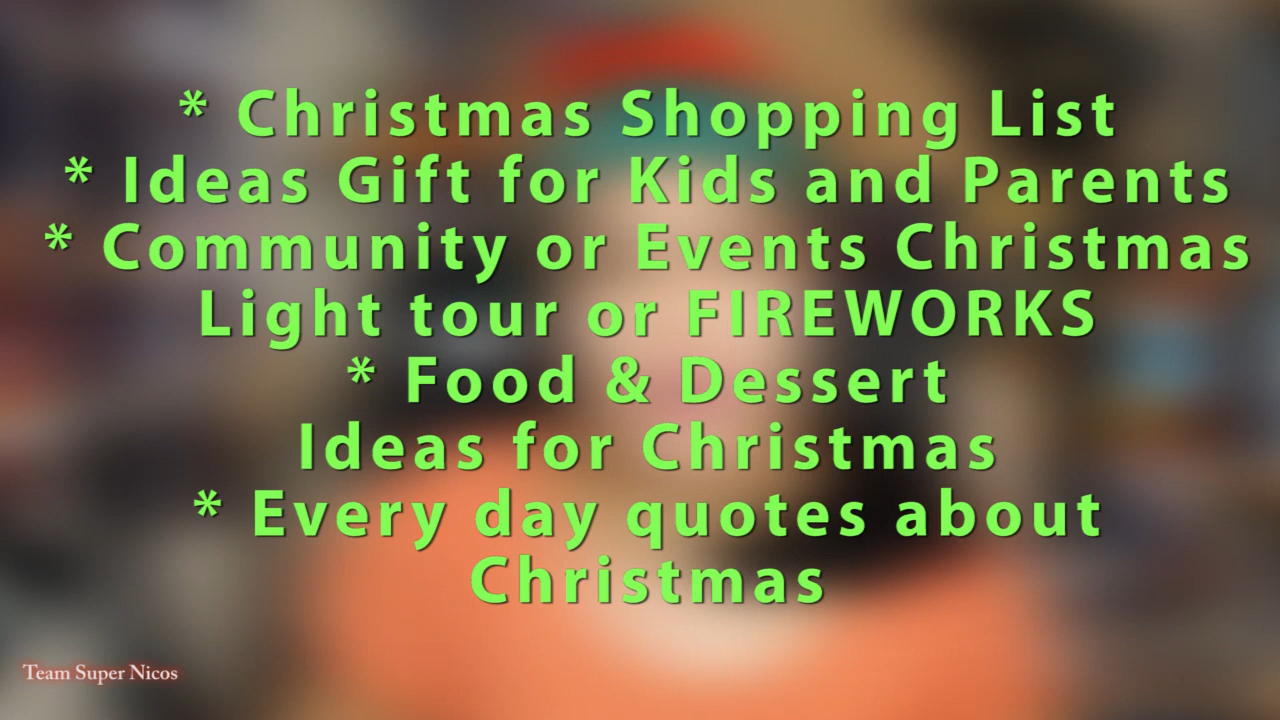 * Christmas Shopping List
* Ideas Gift for Kids and Parents
* Community or Events Christmas
Light tour or FIREWORKS
* Food & Dessert
Ideas for Christmas
* Every day quotes about
Christmas
Team Super Nicos